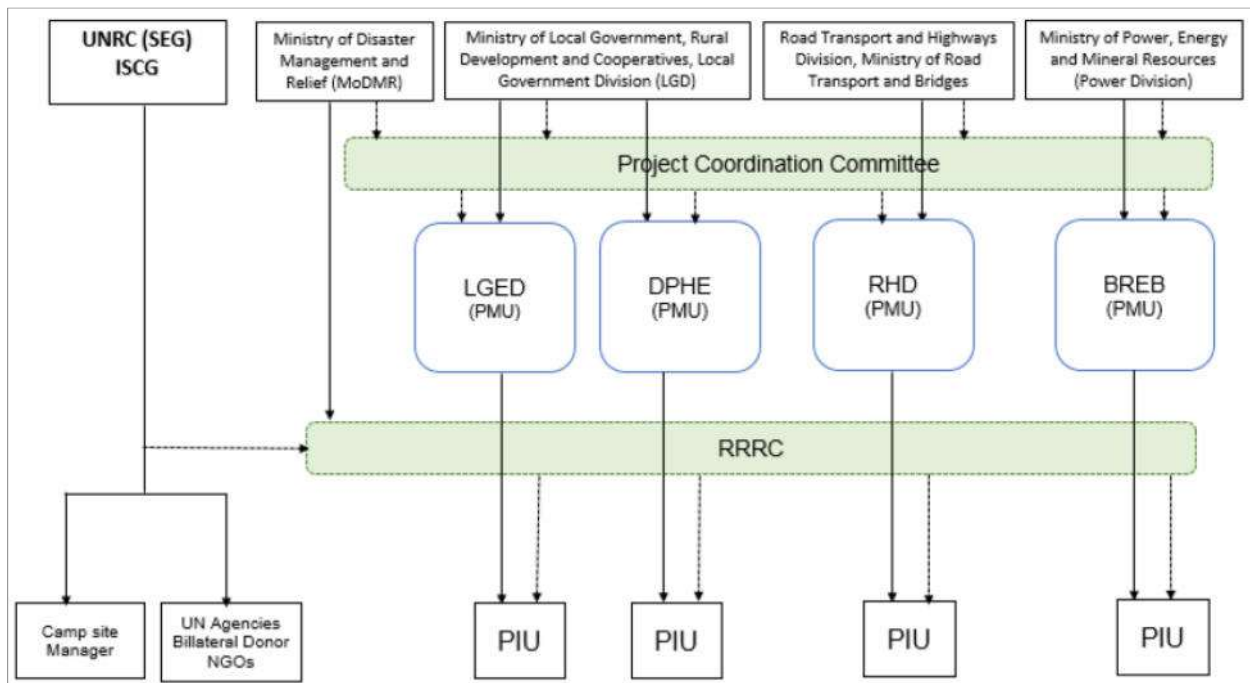 UNRC (SEG)
ISCG
Ministry of Disaster
Management and
Relief (MoDMR)
Ministry of Local Government, Rural
Development and Cooperatives, Local
Government Division (LGD)
Road Transport and Highways
Division, Ministry of Road
Transport and Bridges
Ministry of Power, Energy
and Mineral Resources
(Power Division)
Project Coordination Committee
LGED
(PMU)
DPHE
(PMU)
RHD
(PMU)
BREB
(PMU)
RRRC
Camp site
Manager
UN Agencies
Billateral Donor
NGOs
PIU
PIU
PIU
PIU